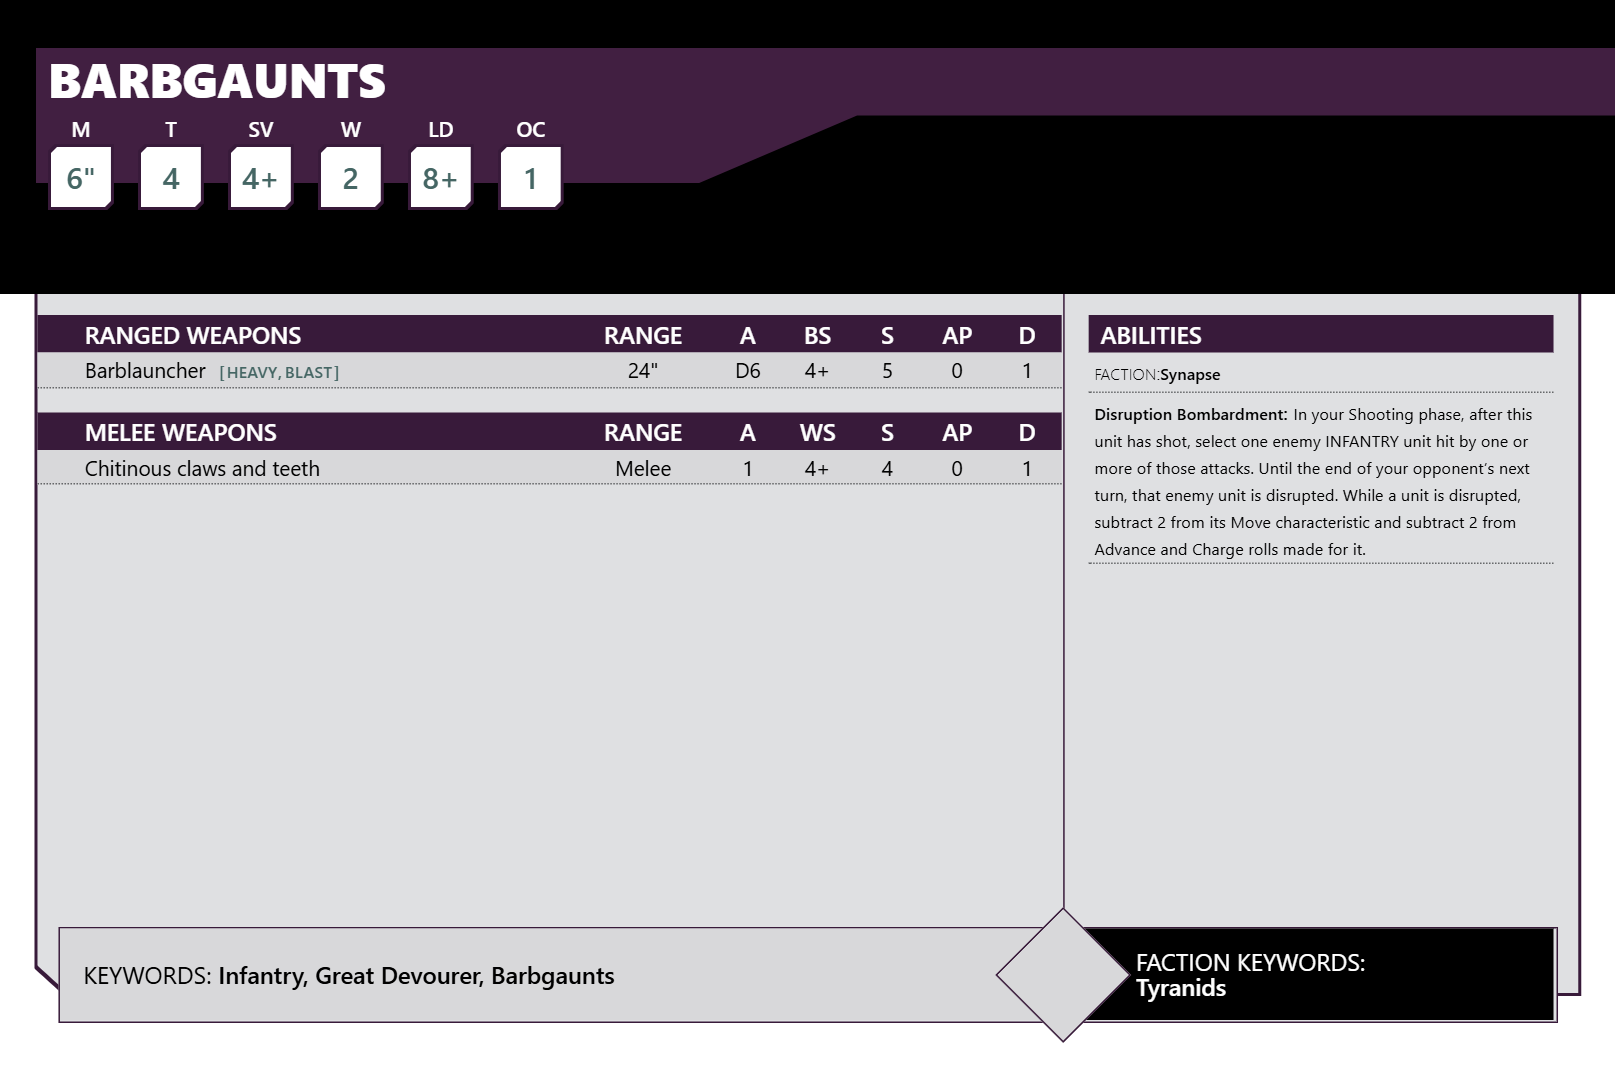 BARBGAUNTS
M T SV W LD OC
6" 4 4+ 2 8+ 1
RANGED WEAPONS RANGE A BS S AP D
Barblauncher [HEAVY, BLAST] 24" D6 4+ 5 0 1
MELEE WEAPONS RANGE A WS S AP D
Chitinous claws and teeth Melee 1 4+ 4 0 1
ABILITIES
FACTION:Synapse
Disruption Bombardment: In your Shooting phase, after this
unit has shot, select one enemy INFANTRY unit hit by one or
more of those attacks. Until the end of your opponent's next
turn, that enemy unit is disrupted. While a unit is disrupted,
subtract 2 from its Move characteristic and subtract 2 from
Advance and Charge rolls made for it.
KEYWORDS: Infantry, Great Devourer, Barbgaunts
FACTION KEYWORDS:
Tyranids